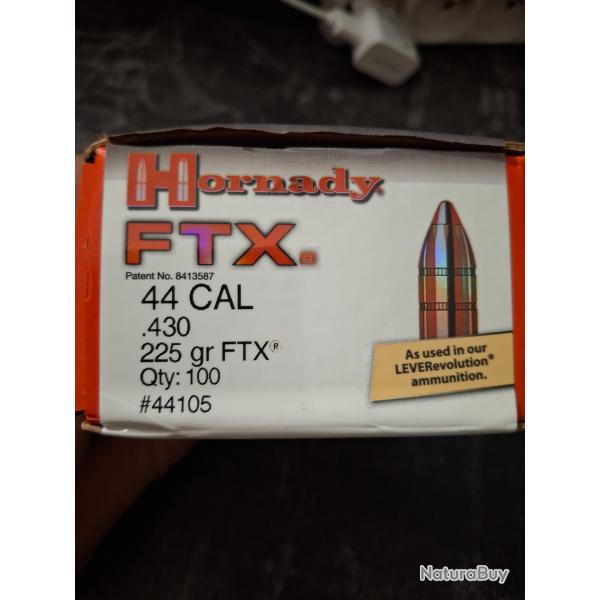 Hornady®
FTX®
Patent No. 8413587
44 CAL
.430
225 gr FTX®
Qty: 100
#44105
As used in our
LEVERevolution®
ammunition.
NaturaBuy